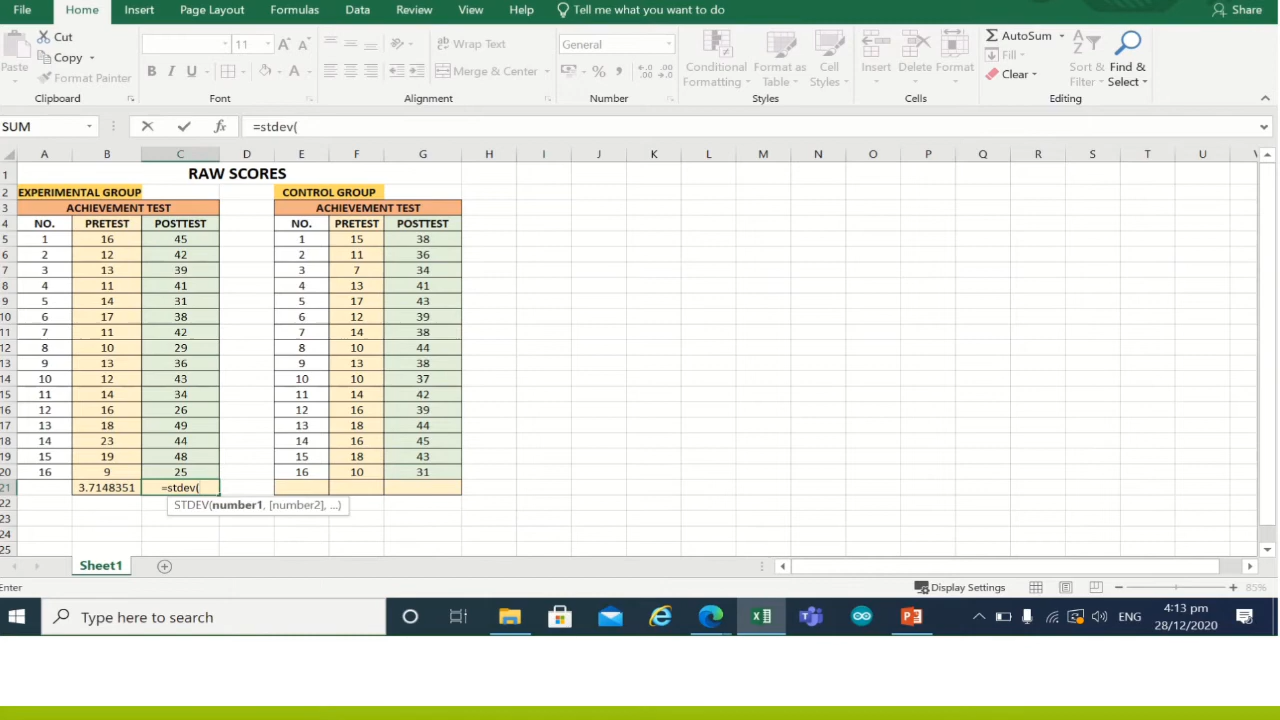 File Home Insert Page Layout Formulas Data Review View Help Tell me what you want to do Share
Paste Cut Copy Format Painter
11
Wrap Text Merge & Center
General
Conditional Formatting Format as Table Cell Styles
Insert Delete Format
AutoSum Fill Clear Sort & Filter Find & Select
Clipboard Font Alignment Number Styles Cells Editing
SUM fx =stdev(
A B C D E F G H I J K L M N O P Q R S T U
1 RAW SCORES
2 EXPERIMENTAL GROUP CONTROL GROUP
3 ACHIEVEMENT TEST ACHIEVEMENT TEST
4 NO. PRETEST POSTTEST NO. PRETEST POSTTEST
5 1 16 45 1 15 38
6 2 12 42 2 11 36
7 3 13 39 3 7 34
8 4 11 41 4 13 41
9 5 14 31 5 17 43
10 6 17 38 6 12 39
11 7 11 42 7 14 38
12 8 10 29 8 10 44
13 9 13 36 9 13 38
14 10 12 43 10 10 37
15 11 14 34 11 14 42
16 12 16 26 12 16 39
17 13 18 49 13 18 44
18 14 23 44 14 16 45
19 15 19 48 15 18 43
20 16 9 25 16 10 31
21 3.7148351 =stdev(
22 STDEV(number1, [number2], ...)
23
24
25
Sheet1
Enter Display Settings 85%
Type here to search ENG 4:13 pm
28/12/2020